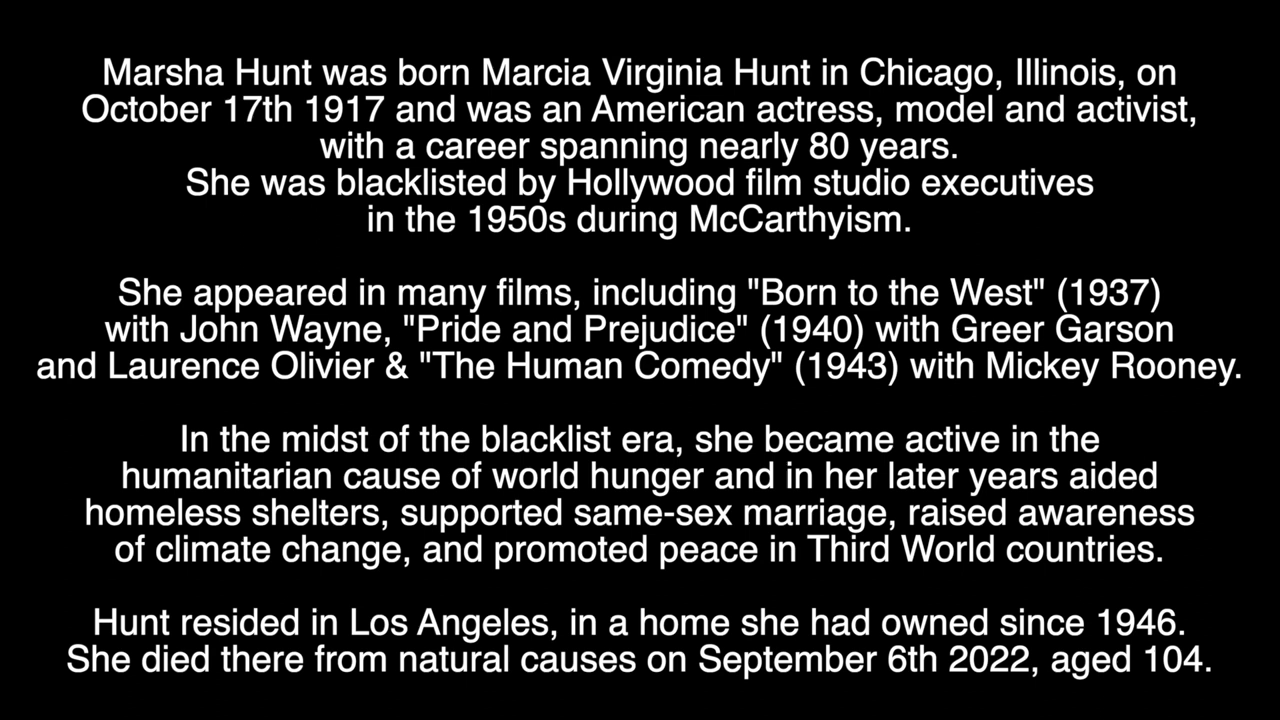 Marsha Hunt was born Marcia Virginia Hunt in Chicago, Illinois, on
October 17th 1917 and was an American actress, model and activist,
with a career spanning nearly 80 years.
She was blacklisted by Hollywood film studio executives
in the 1950s during McCarthyism.
She appeared in many films, including "Born to the West" (1937)
with John Wayne, "Pride and Prejudice" (1940) with Greer Garson
and Laurence Olivier & "The Human Comedy" (1943) with Mickey Rooney.
In the midst of the blacklist era, she became active in the
humanitarian cause of world hunger and in her later years aided
homeless shelters, supported same-sex marriage, raised awareness
of climate change, and promoted peace in Third World countries.
Hunt resided in Los Angeles, in a home she had owned since 1946.
She died there from natural causes on September 6th 2022, aged 104.